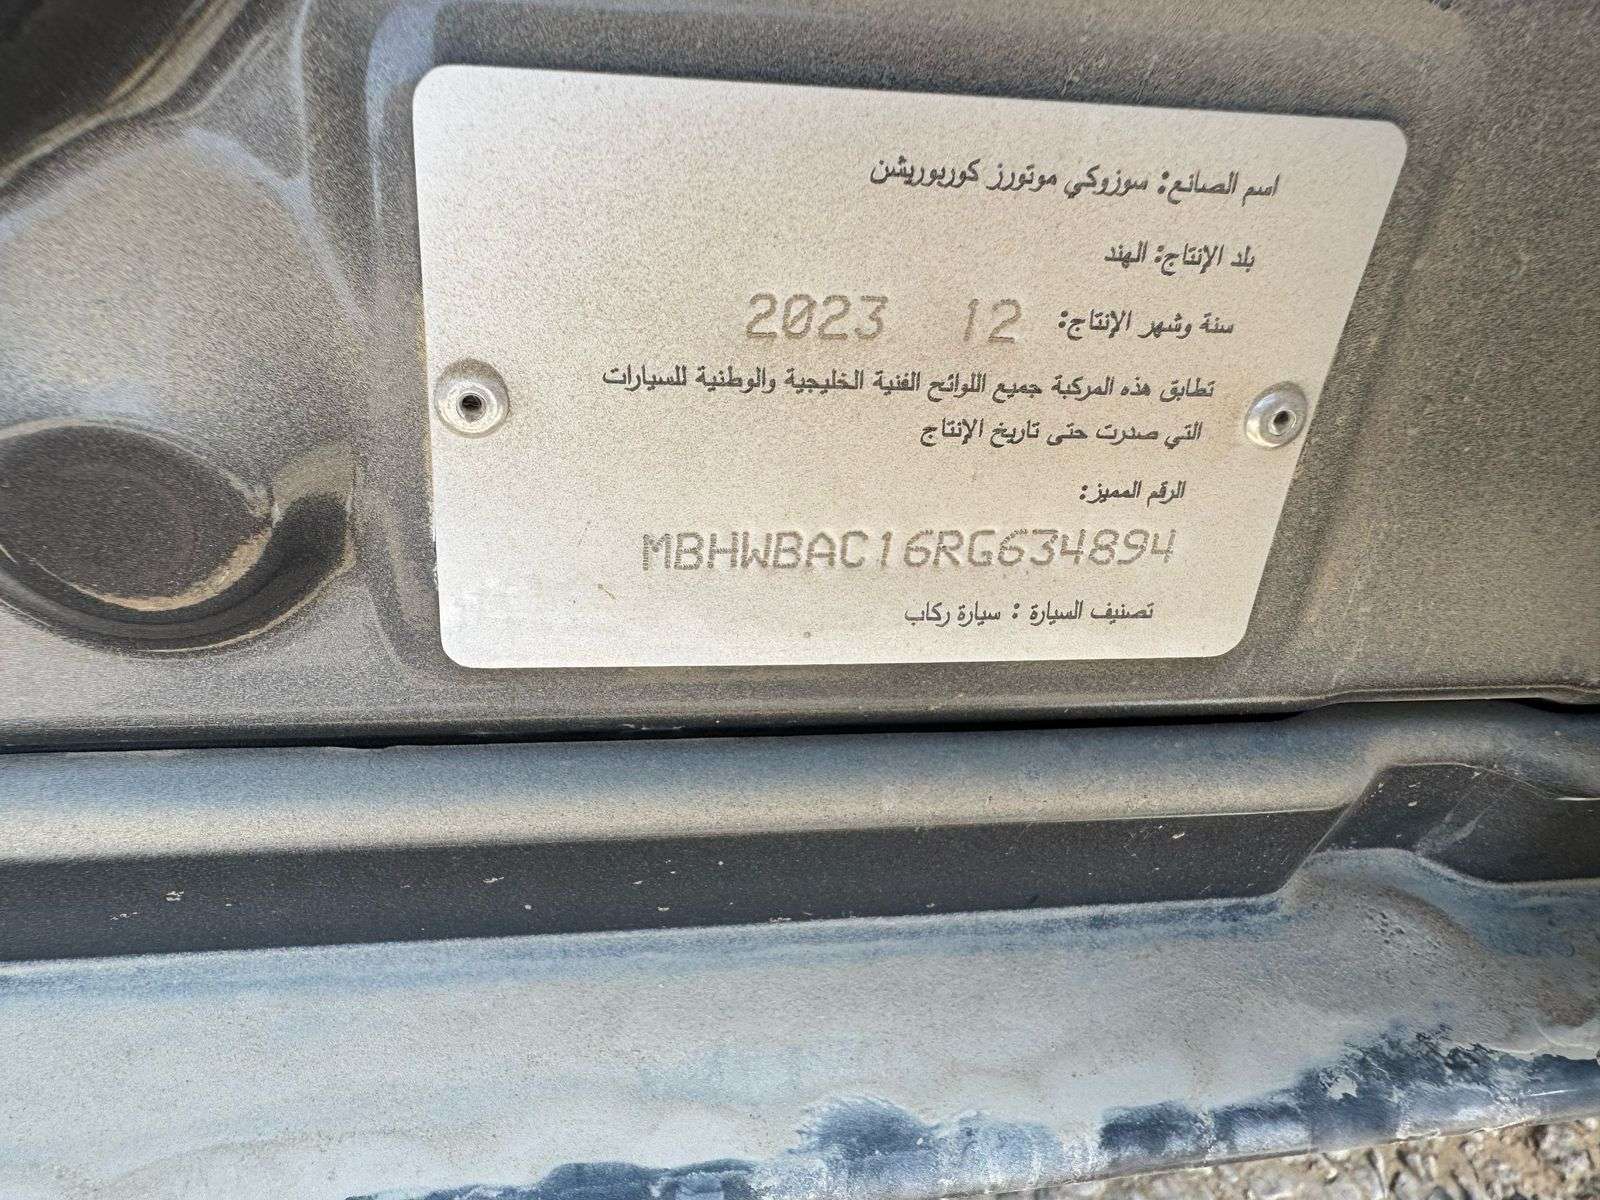 اسم الصانع: سوزوكي موتورز كوربوريشن
بلد الإنتاج: الهند
سنة وشهر الإنتاج: 12 2023
تطابق هذه المركبة جميع اللوائح الفنية الخليجية والوطنية للسيارات
التي صدرت حتى تاريخ الإنتاج
الرقم المميز:
MBHWBAC16RG634894
تصنيف السيارة : سيارة ركاب